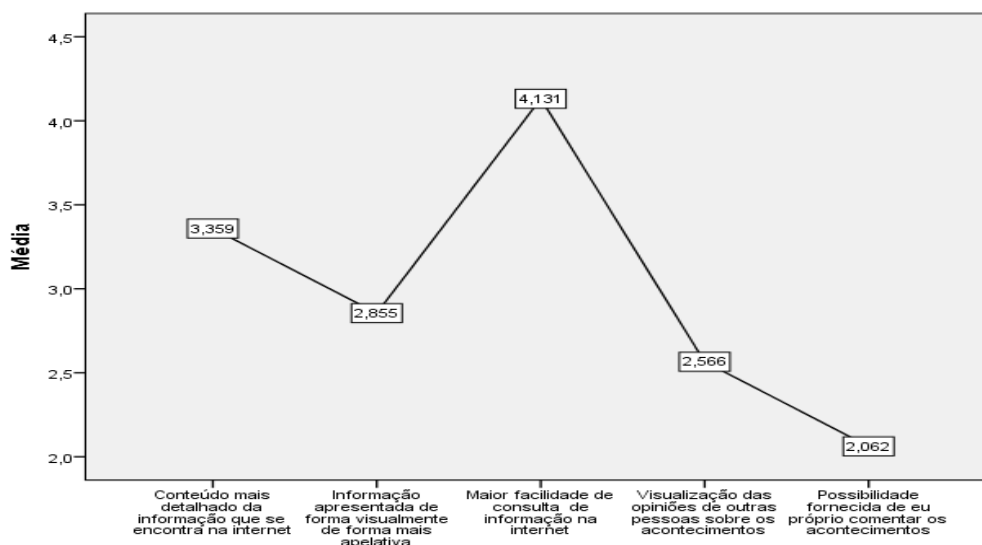 4,5
4,0
3,5
3,0
2,5
2,0
Média
4,131
3,359
2,855
2,566
2,062
Conteúdo mais
detalhado da
informação que se
encontra na internet
Informação
apresentada de
forma visualmente
de forma mais
apelativa
Maior facilidade de
consulta de
informação na
internet
Visualização das
opiniões de outras
pessoas sobre os
acontecimentos
Possibilidade
fornecida de eu
próprio comentar os
acontecimentos